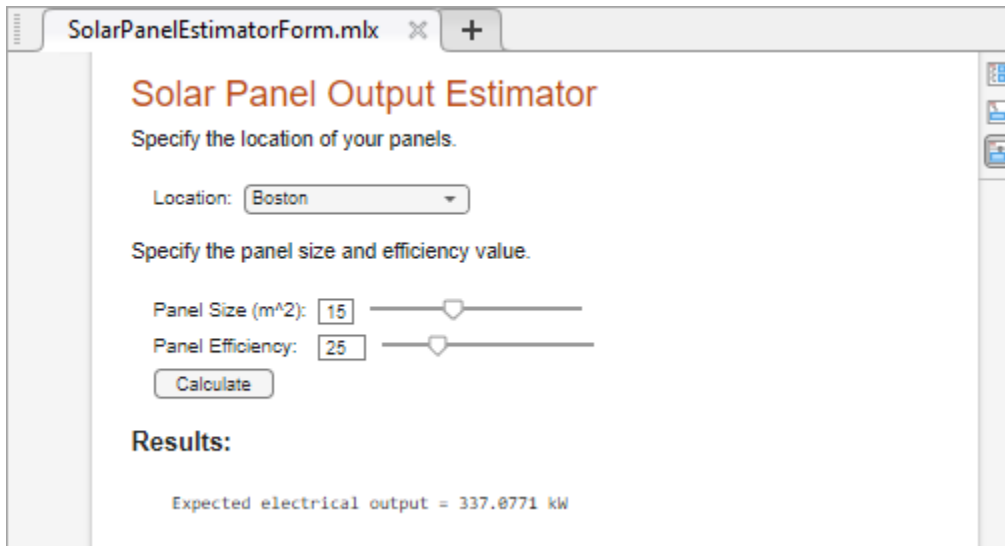 SolarPanelEstimatorForm.mlx
Solar Panel Output Estimator
Specify the location of your panels.
Location: Boston
Specify the panel size and efficiency value.
Panel Size (m^2): 15
Panel Efficiency: 25
Calculate
Results:
Expected electrical output = 337.0771 kW